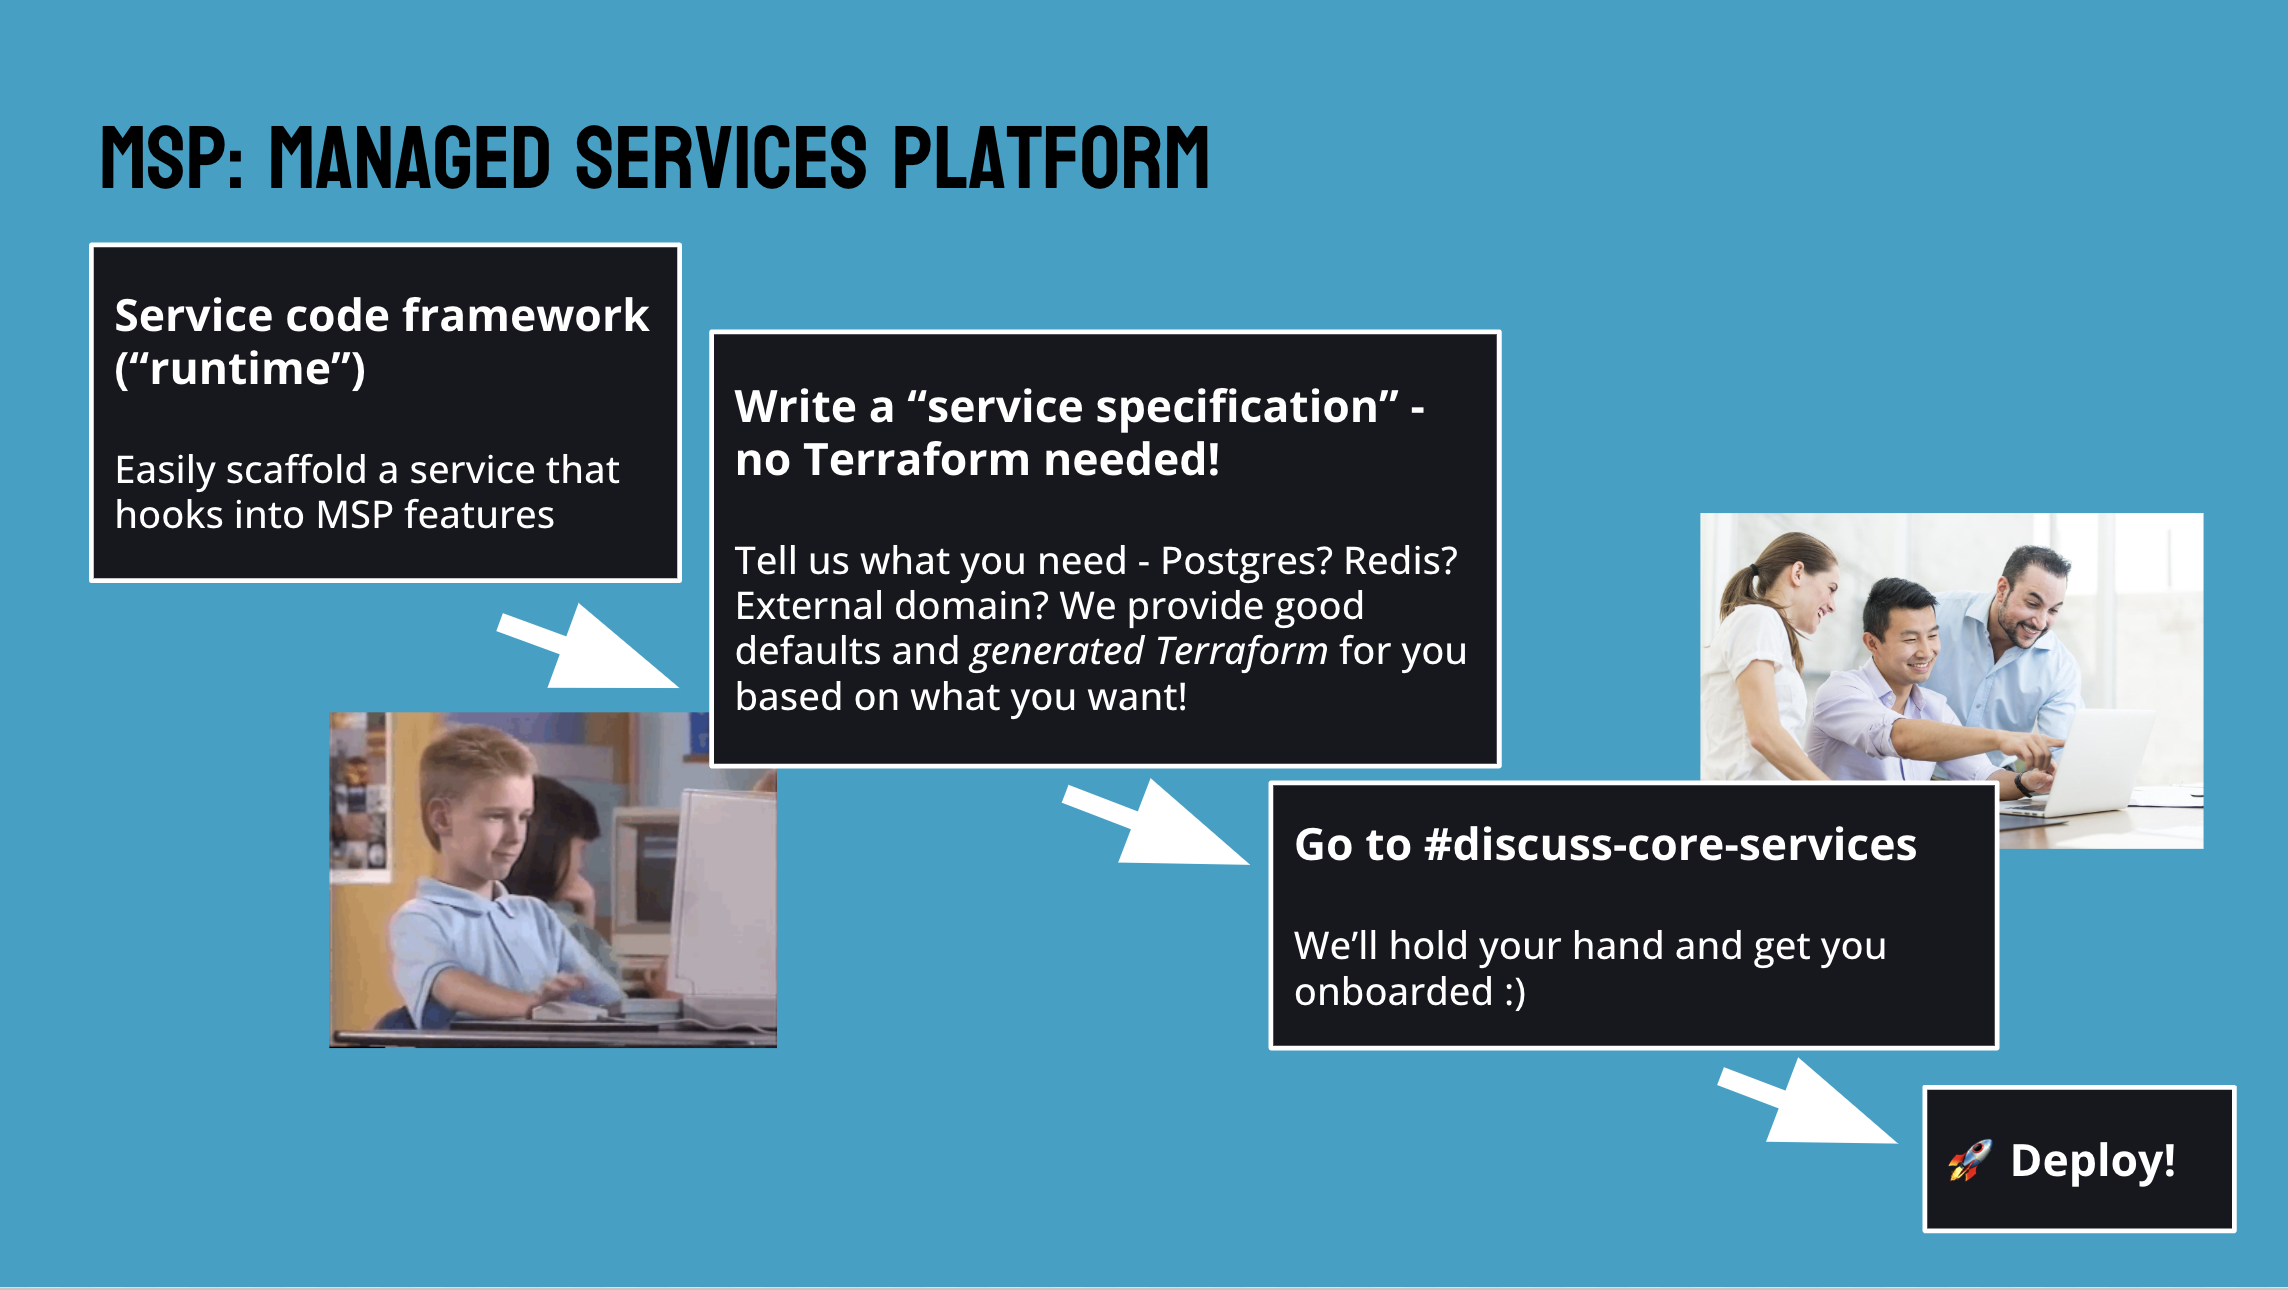 MSP: MANAGED SERVICES PLATFORM
Service code framework
(“runtime”)
Easily scaffold a service that
hooks into MSP features
Write a “service specification” -
no Terraform needed!
Tell us what you need - Postgres? Redis?
External domain? We provide good
defaults and generated Terraform for you
based on what you want!
Go to #discuss-core-services
We’ll hold your hand and get you
onboarded :)
🚀 Deploy!